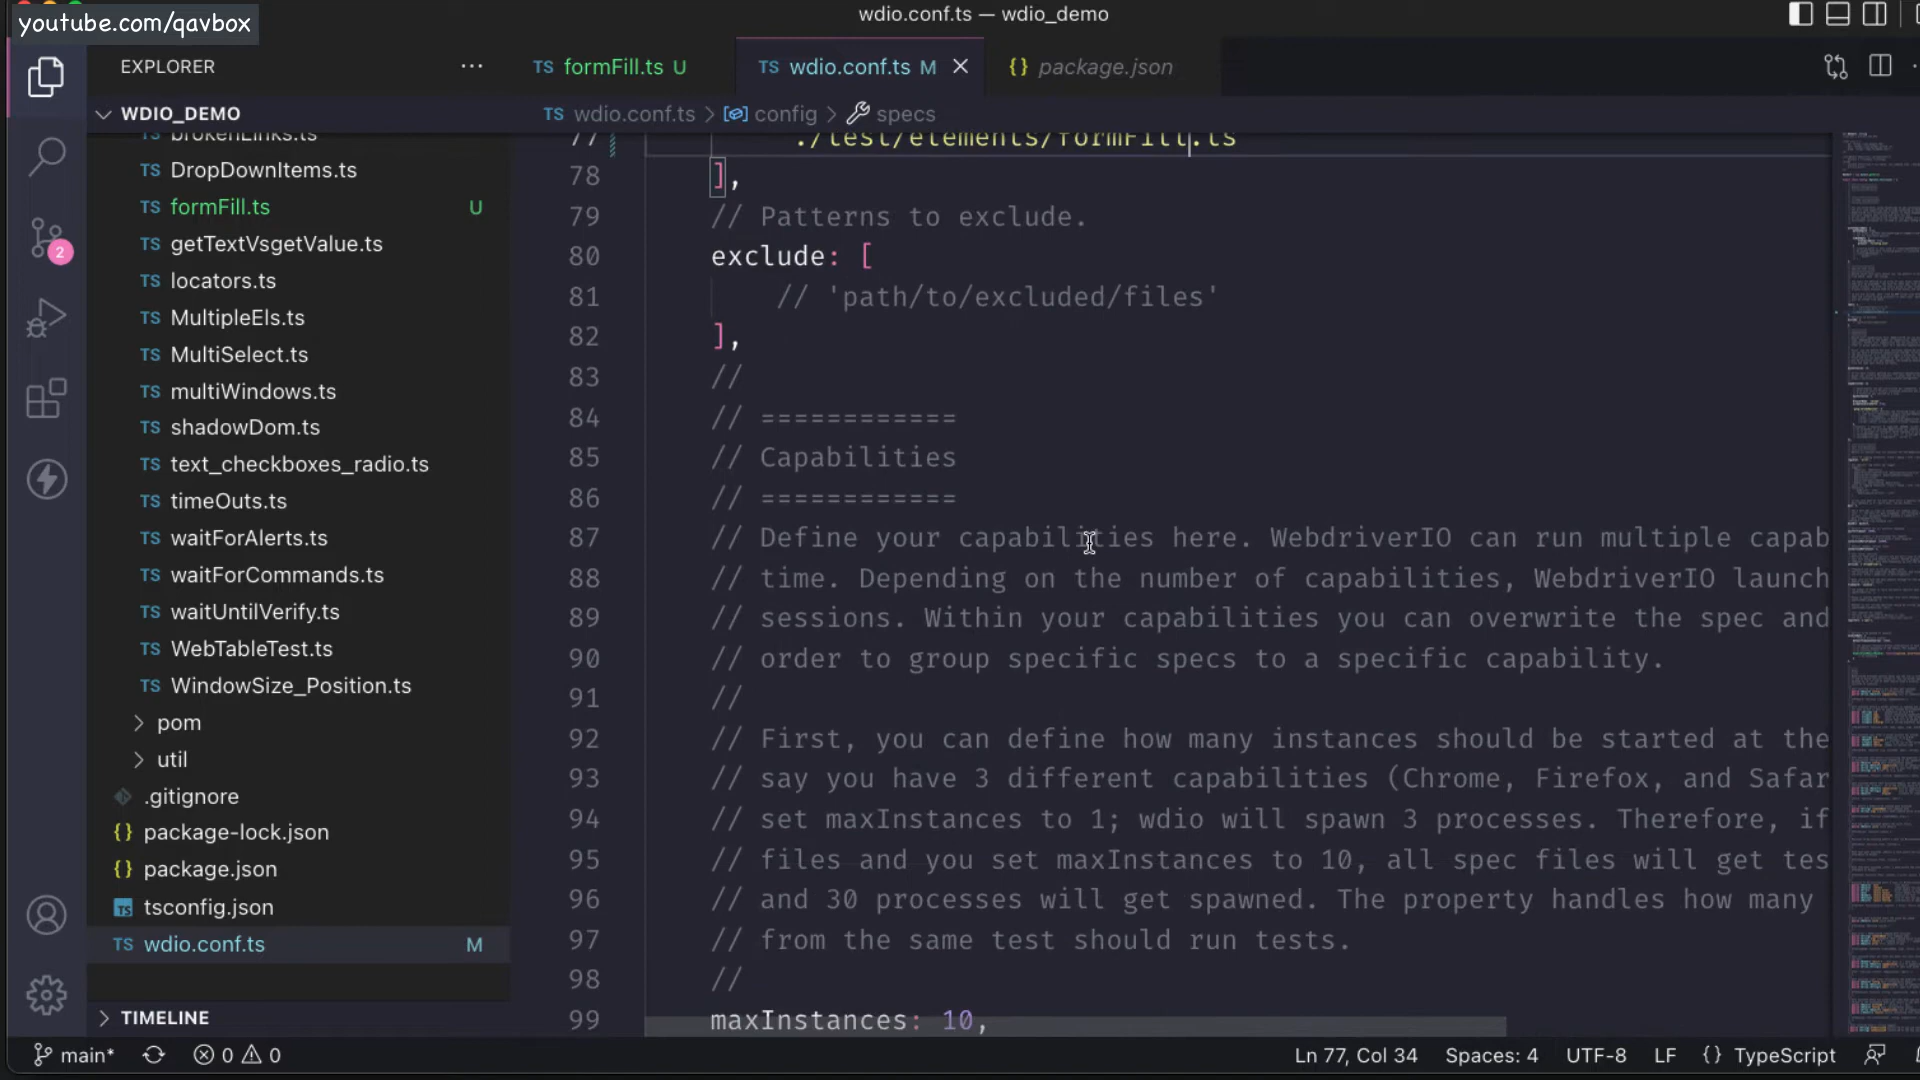 youtube.com/qavbox
wdio.conf.ts — wdio_demo
EXPLORER
···
TS formFill.ts U
TS wdio.conf.ts M
{} package.json
WDIO_DEMO
TS wdio.conf.ts > config > specs
brokenLinks.ts
TS DropDownItems.ts
TS formFill.ts U
TS getTextVsgetValue.ts
TS locators.ts
TS MultipleEls.ts
TS MultiSelect.ts
TS multiWindows.ts
TS shadowDom.ts
TS text_checkboxes_radio.ts
TS timeOuts.ts
TS waitForAlerts.ts
TS waitForCommands.ts
TS waitUntilVerify.ts
TS WebTableTest.ts
TS WindowSize_Position.ts
> pom
> util
.gitignore
{} package-lock.json
{} package.json
TS tsconfig.json
TS wdio.conf.ts M
> TIMELINE
2
77 './test/elements/formFill.ts'
78 ],
79 // Patterns to exclude.
80 exclude: [
81 // 'path/to/excluded/files'
82 ],
83 //
84 // ============
85 // Capabilities
86 // ============
87 // Define your capabilities here. WebdriverIO can run multiple capab
88 // time. Depending on the number of capabilities, WebdriverIO launch
89 // sessions. Within your capabilities you can overwrite the spec and
90 // order to group specific specs to a specific capability.
91 //
92 // First, you can define how many instances should be started at the
93 // say you have 3 different capabilities (Chrome, Firefox, and Safar
94 // set maxInstances to 1; wdio will spawn 3 processes. Therefore, if
95 // files and you set maxInstances to 10, all spec files will get tes
96 // and 30 processes will get spawned. The property handles how many
97 // from the same test should run tests.
98 //
99 maxInstances: 10,
main* 0 0 Ln 77, Col 34 Spaces: 4 UTF-8 LF {} TypeScript